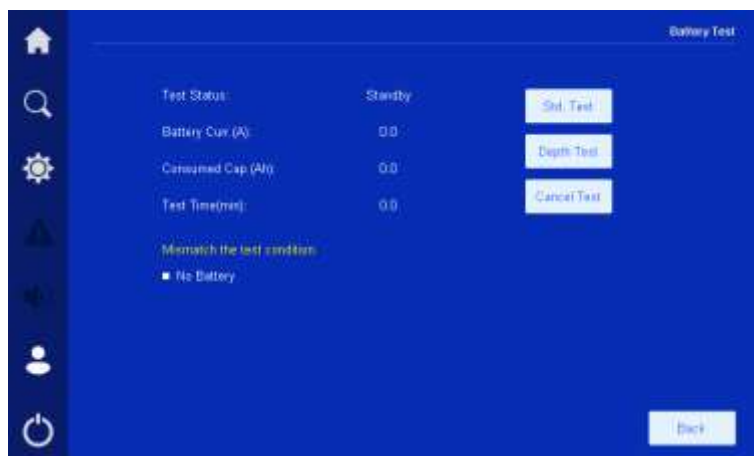 Battery Test
Test Status: Standby Std. Test
Battery Curr.(A): 0.0 Depth Test
Consumed Cap.(Ah): 0.0 Cancel Test
Test Time(min): 0.0
Mismatch the test condition:
No Battery
Back